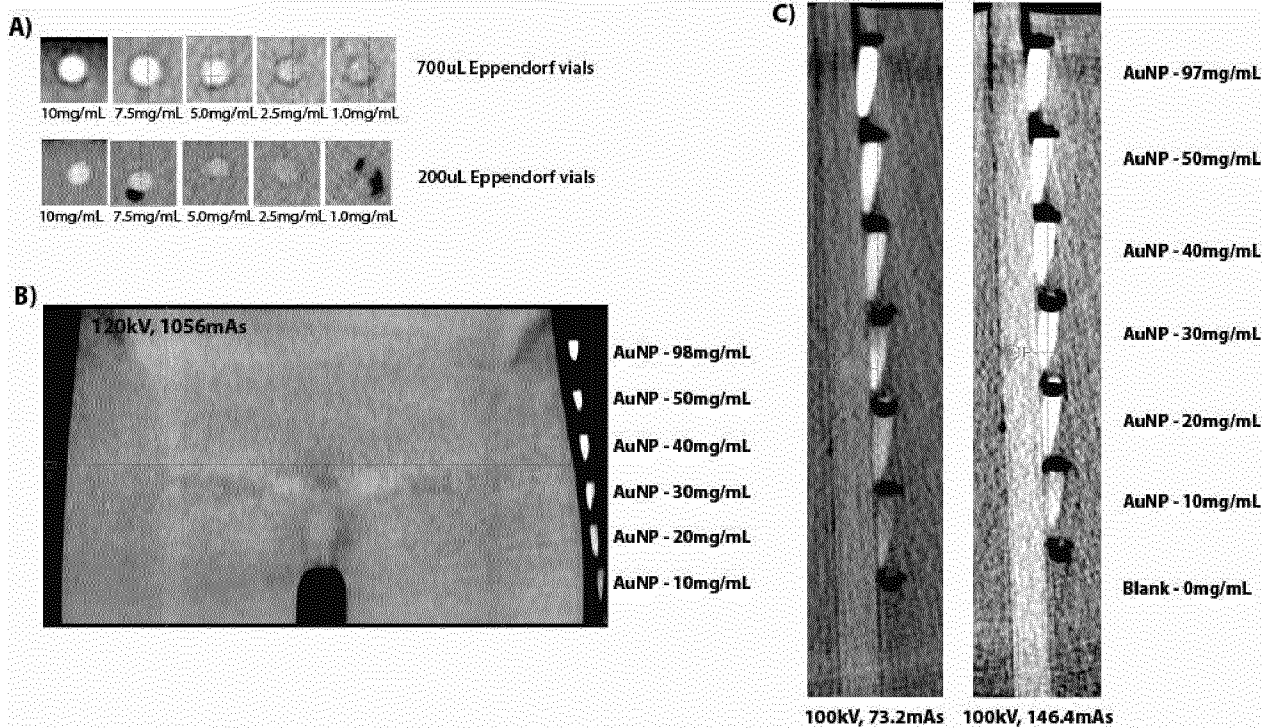 A)
700uL Eppendorf vials
10mg/mL 7.5mg/mL 5.0mg/mL 2.5mg/mL 1.0mg/mL
200uL Eppendorf vials
10mg/mL 7.5mg/mL 5.0mg/mL 2.5mg/mL 1.0mg/mL
B)
120kV, 1056mAs
AuNP - 98mg/mL
AuNP - 50mg/mL
AuNP - 40mg/mL
AuNP - 30mg/mL
AuNP - 20mg/mL
AuNP - 10mg/mL
C)
AuNP - 97mg/mL
AuNP - 50mg/mL
AuNP - 40mg/mL
AuNP - 30mg/mL
AuNP - 20mg/mL
AuNP - 10mg/mL
Blank - 0mg/mL
100kV, 73.2mAs 100kV, 146.4mAs